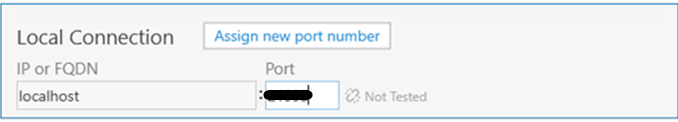 Local Connection Assign new port number
IP or FQDN Port
localhost : Not Tested